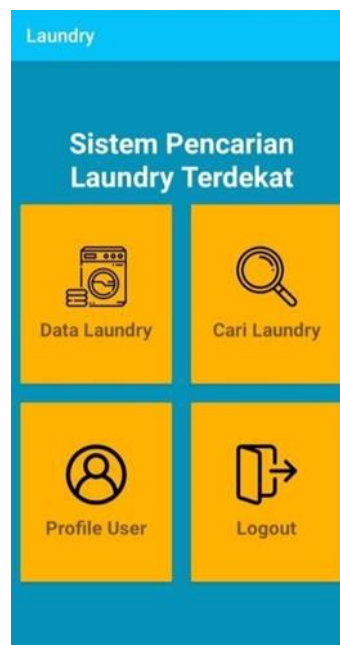 Laundry
Sistem Pencarian
Laundry Terdekat
Data Laundry
Cari Laundry
Profile User
Logout